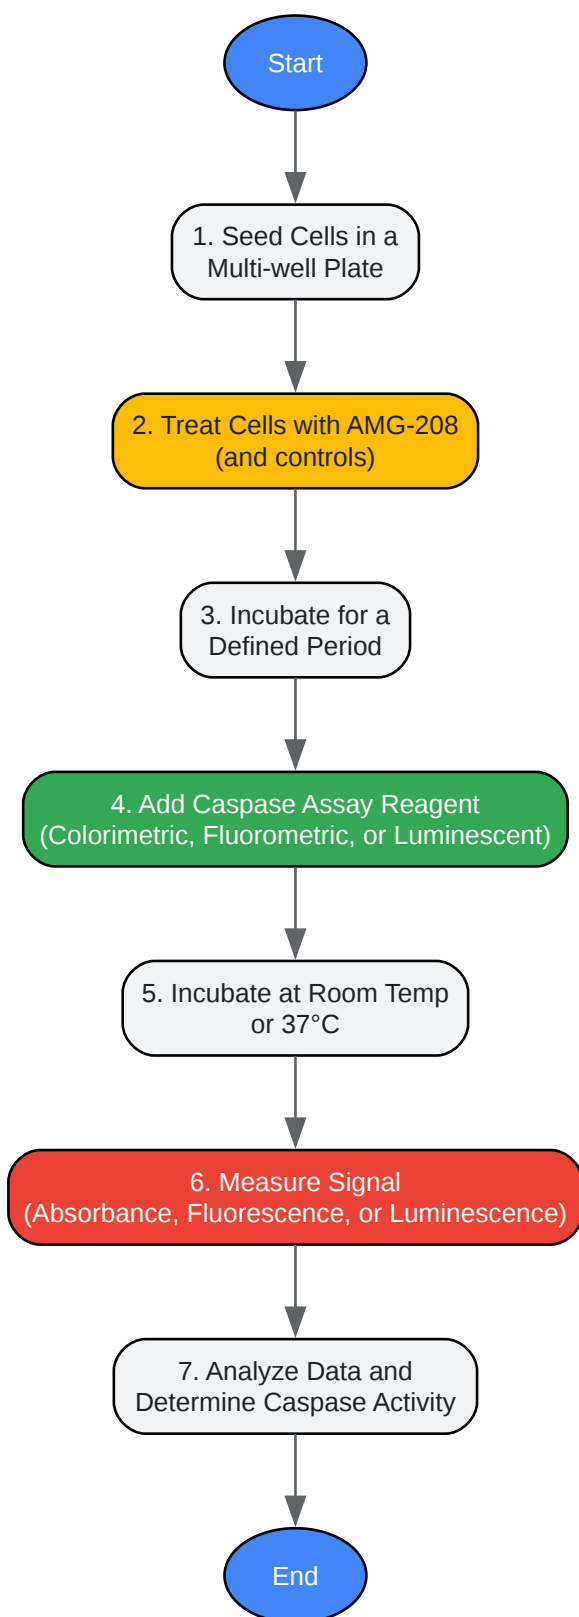 Start
1. Seed Cells in a
Multi-well Plate
2. Treat Cells with AMG-208
(and controls)
3. Incubate for a
Defined Period
4. Add Caspase Assay Reagent
(Colorimetric, Fluorometric, or Luminescent)
5. Incubate at Room Temp
or 37°C
6. Measure Signal
(Absorbance, Fluorescence, or Luminescence)
7. Analyze Data and
Determine Caspase Activity
End